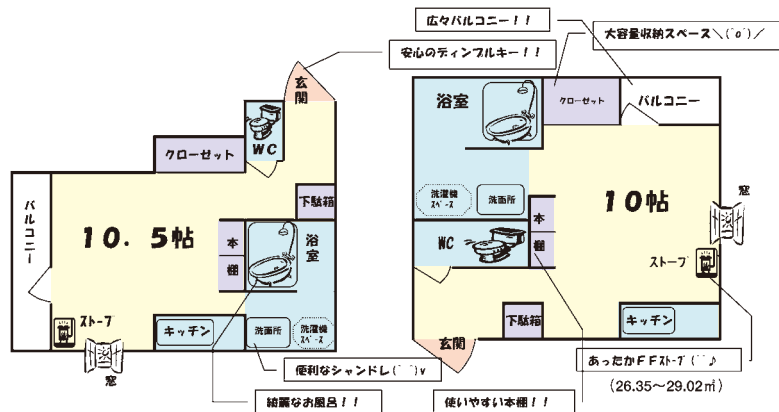 広々バルコニー！！
大容量収納スペース＼(ﾟoﾟ)／
安心のディンプルキー！！
玄関
WC
クローゼット
バルコニー
10．5帖
下駄箱
本棚
浴室
ストーブ
キッチン
洗面所
洗濯機
スペース
窓
便利なシャンドレ(^^)v
綺麗なお風呂！！
浴室
クローゼット
バルコニー
洗濯機
スペース
洗面所
10帖
窓
本棚
WC
ストーブ
下駄箱
キッチン
玄関
あったかFFストーブ(^^♪
(26.35～29.02㎡)
使いやすい本棚！！